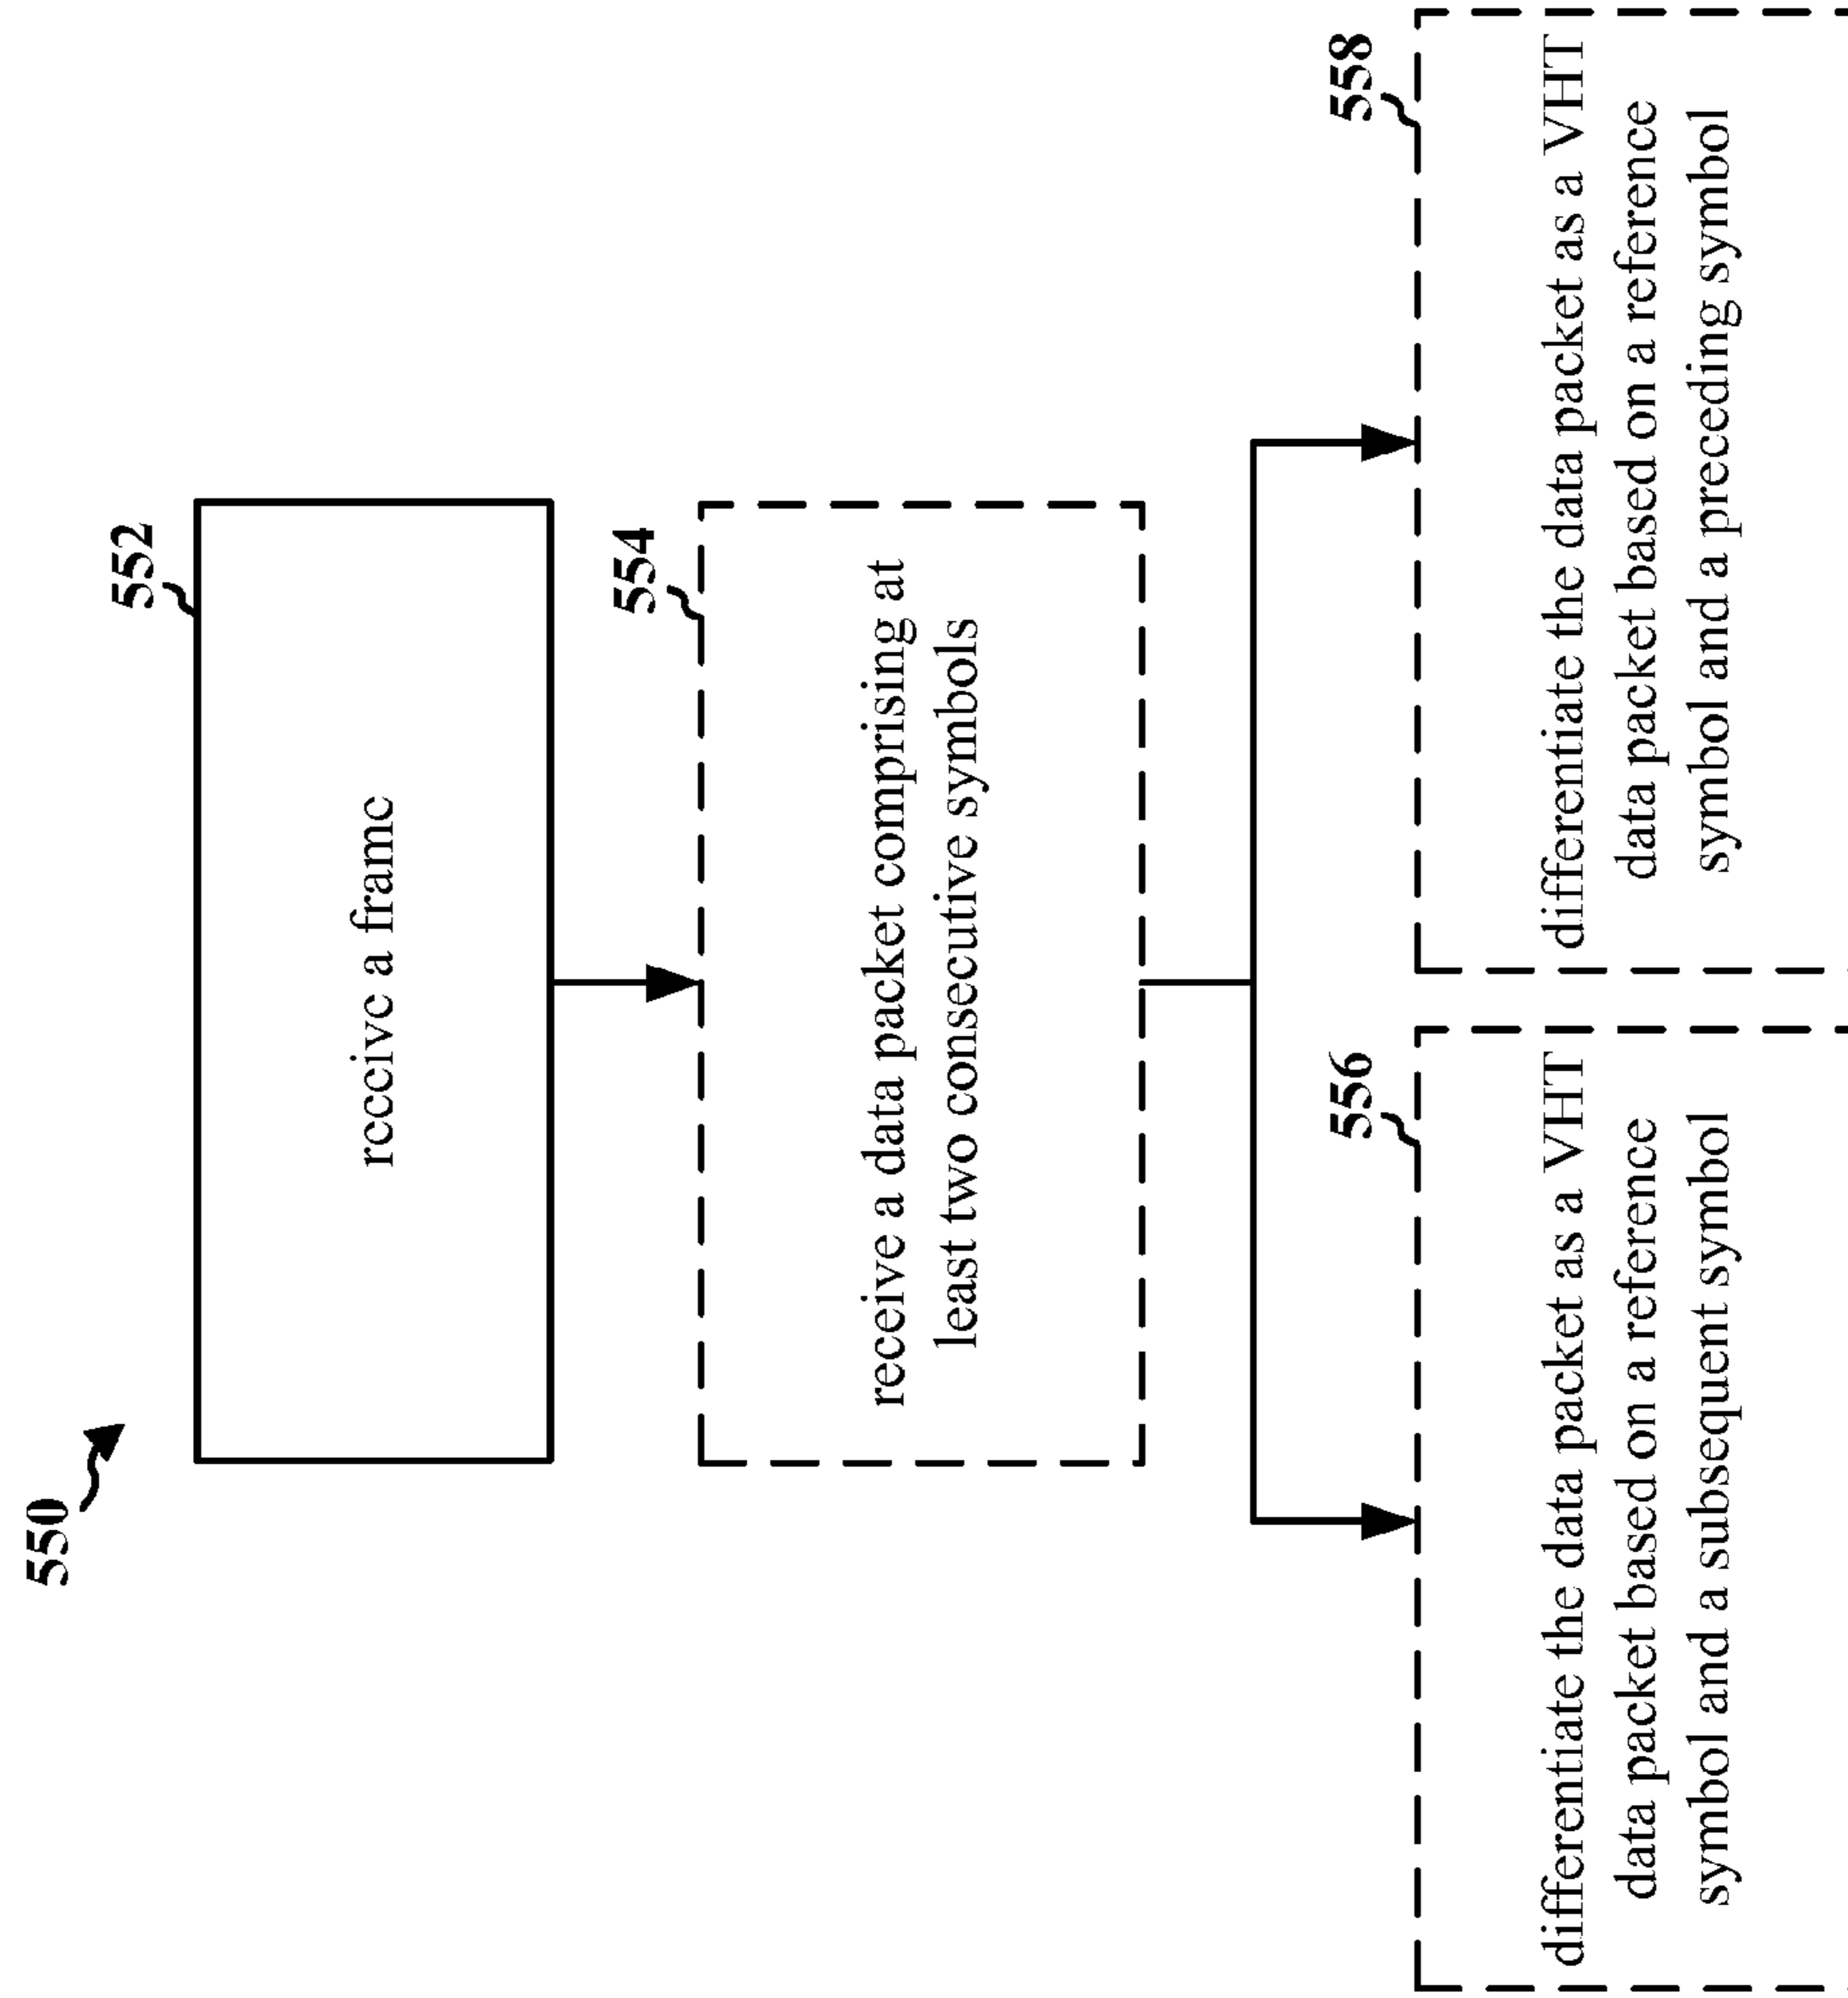 550
552
receive a frame
554
receive a data packet comprising at
least two consecutive symbols
556
differentiate the data packet as a VHT
data packet based on a reference
symbol and a subsequent symbol
558
differentiate the data packet as a VHT
data packet based on a reference
symbol and a preceding symbol